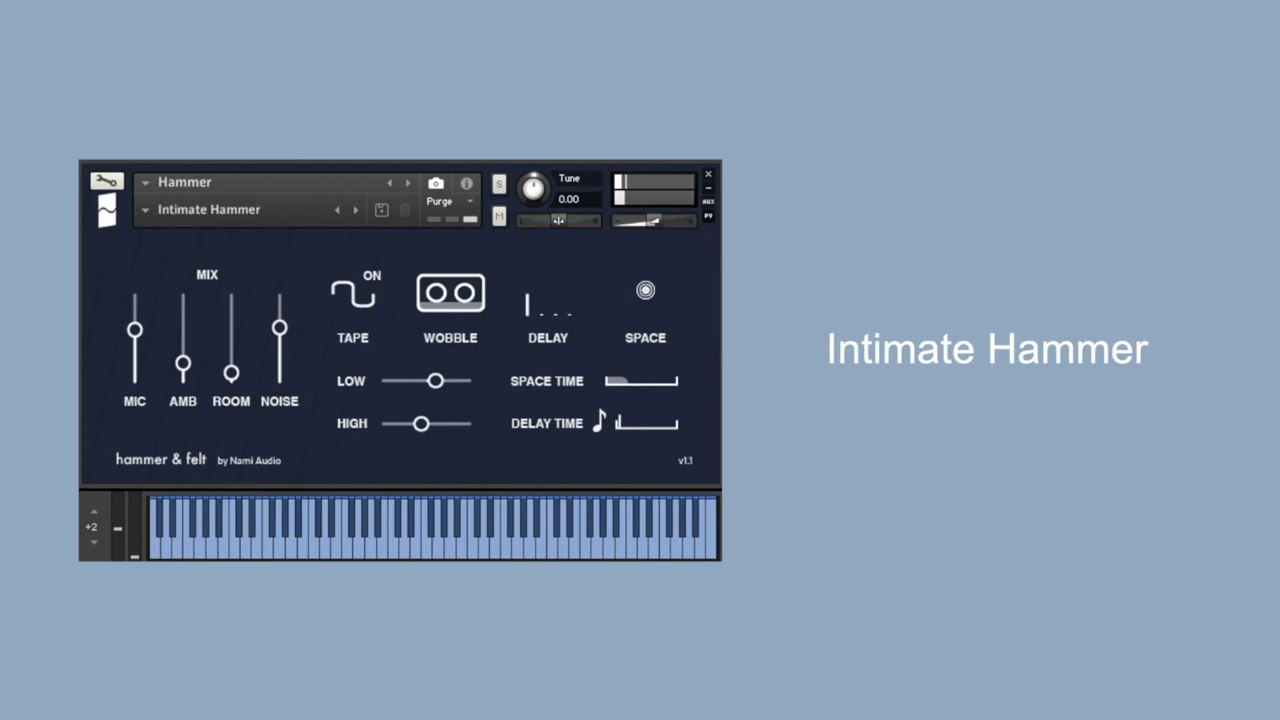 Hammer
Intimate Hammer
Purge
S
M
Tune
0.00
L
R
AUX
PV
MIX
ON
TAPE
WOBBLE
DELAY
SPACE
LOW
SPACE TIME
MIC
AMB
ROOM
NOISE
HIGH
DELAY TIME
hammer & felt by Nami Audio
v1.1
+2
Intimate Hammer